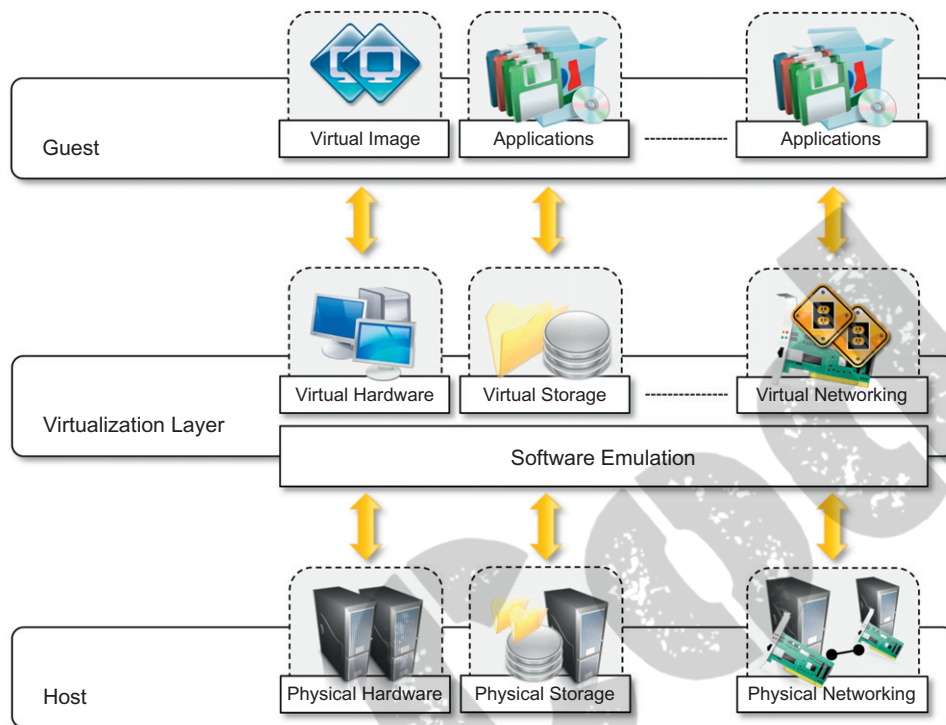 Guest
Virtual Image
Applications
Applications
Virtualization Layer
Virtual Hardware
Virtual Storage
Virtual Networking
Software Emulation
Host
Physical Hardware
Physical Storage
Physical Networking